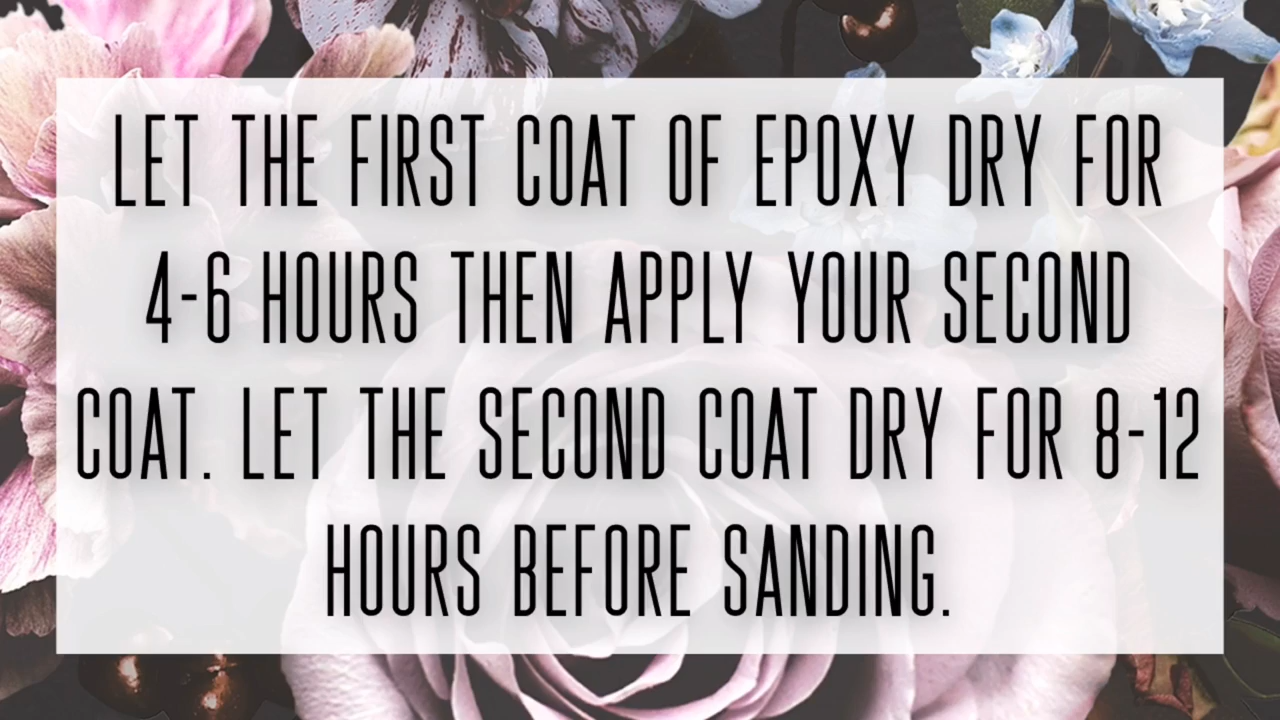 LET THE FIRST COAT OF EPOXY DRY FOR
4-6 HOURS THEN APPLY YOUR SECOND
COAT. LET THE SECOND COAT DRY FOR 8-12
HOURS BEFORE SANDING.